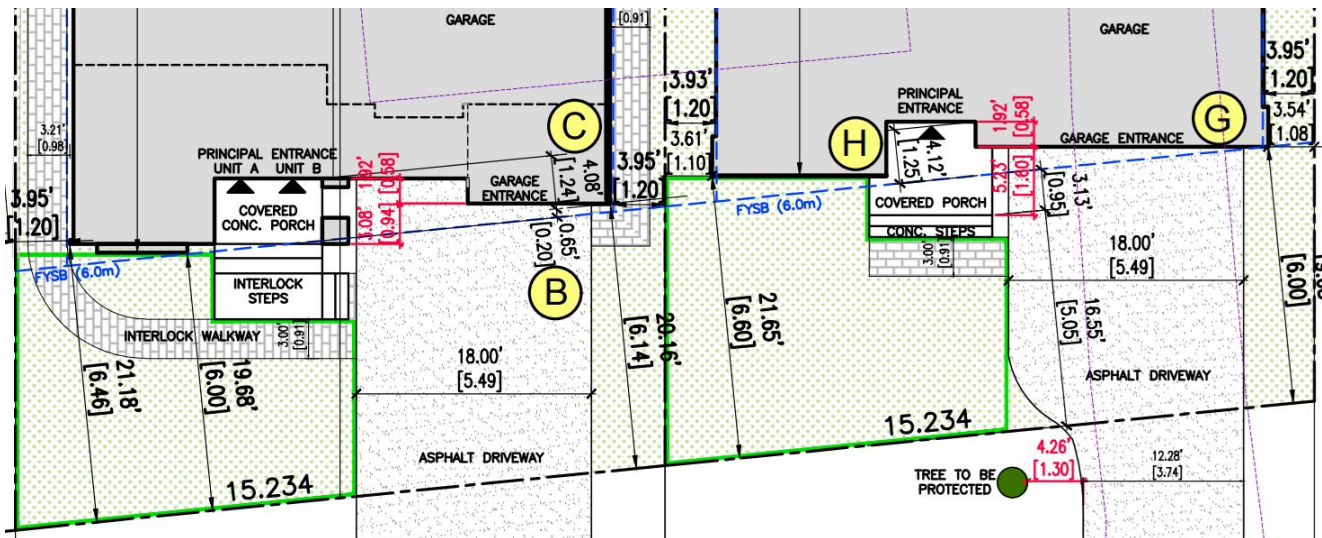 GARAGE
[0.91]
3.21'
[0.98]
3.95'
[1.20]
PRINCIPAL ENTRANCE
UNIT A UNIT B
COVERED
CONC. PORCH
INTERLOCK
STEPS
INTERLOCK WALKWAY
FYSB (6.0m)
1.92'
[0.58]
3.08'
[0.94]
C
GARAGE
ENTRANCE
4.08'
[1.24]
0.65'
[0.20]
B
3.00'
[0.91]
21.18'
[6.46]
19.68'
[6.00]
15.234
18.00'
[5.49]
ASPHALT DRIVEWAY
20.16'
[6.14]
3.95'
[1.20]
3.93'
[1.20]
3.61'
[1.10]
GARAGE
PRINCIPAL
ENTRANCE
H
4.12'
[1.25]
1.92'
[0.58]
5.23'
[1.60]
GARAGE ENTRANCE
G
3.95'
[1.20]
3.54'
[1.08]
FYSB (6.0m)
COVERED PORCH
CONC. STEPS
3.00'
[0.91]
3.13'
[0.95]
18.00'
[5.49]
21.65'
[6.60]
16.55'
[5.05]
[6.00]
ASPHALT DRIVEWAY
15.234
4.26'
[1.30]
12.28'
[3.74]
TREE TO BE
PROTECTED